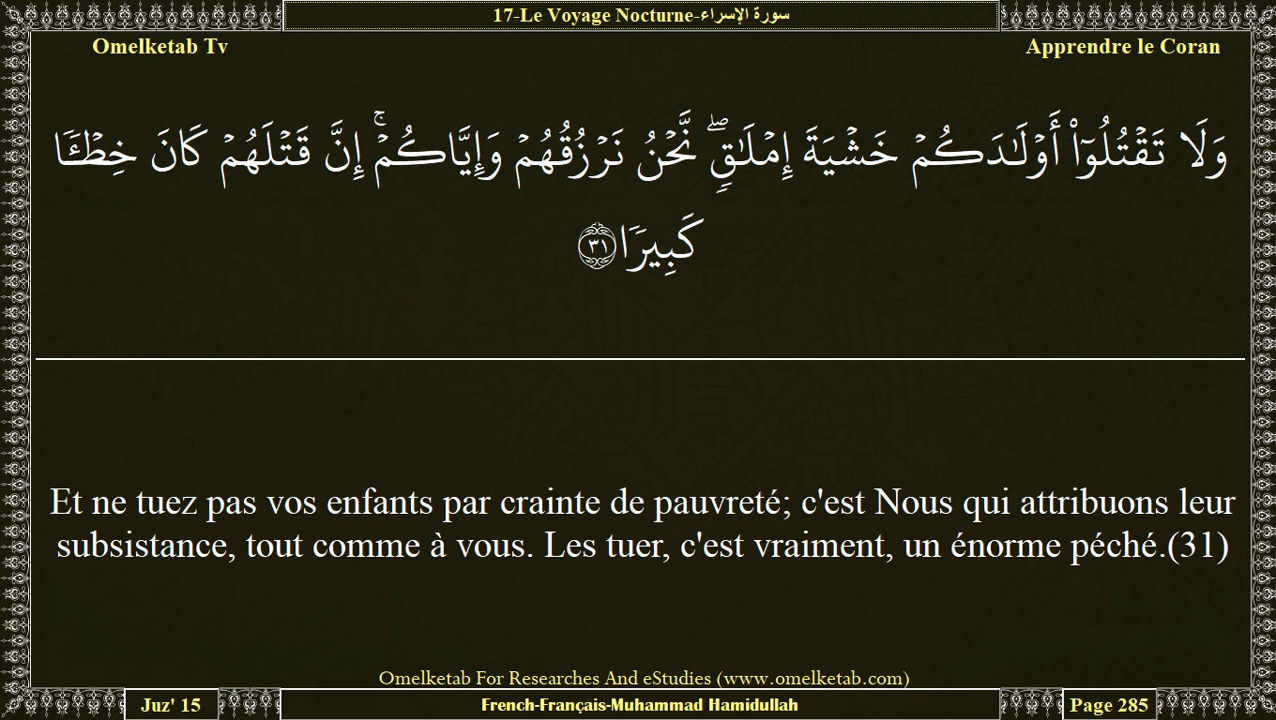 17-Le Voyage Nocturne-سورة الإسراء
Omelketab Tv
Apprendre le Coran
وَلَا تَقۡتُلُوٓاْ أَوۡلَٰدَكُمۡ خَشۡيَةَ إِمۡلَٰقٖۖ نَّحۡنُ نَرۡزُقُهُمۡ وَإِيَّاكُمۡۚ إِنَّ قَتۡلَهُمۡ كَانَ خِطۡـٔٗا
كَبِيرٗا ٣١
Et ne tuez pas vos enfants par crainte de pauvreté; c'est Nous qui attribuons leur
subsistance, tout comme à vous. Les tuer, c'est vraiment, un énorme péché.(31)
Omelketab For Researches And eStudies (www.omelketab.com)
Juz' 15
French-Français-Muhammad Hamidullah
Page 285